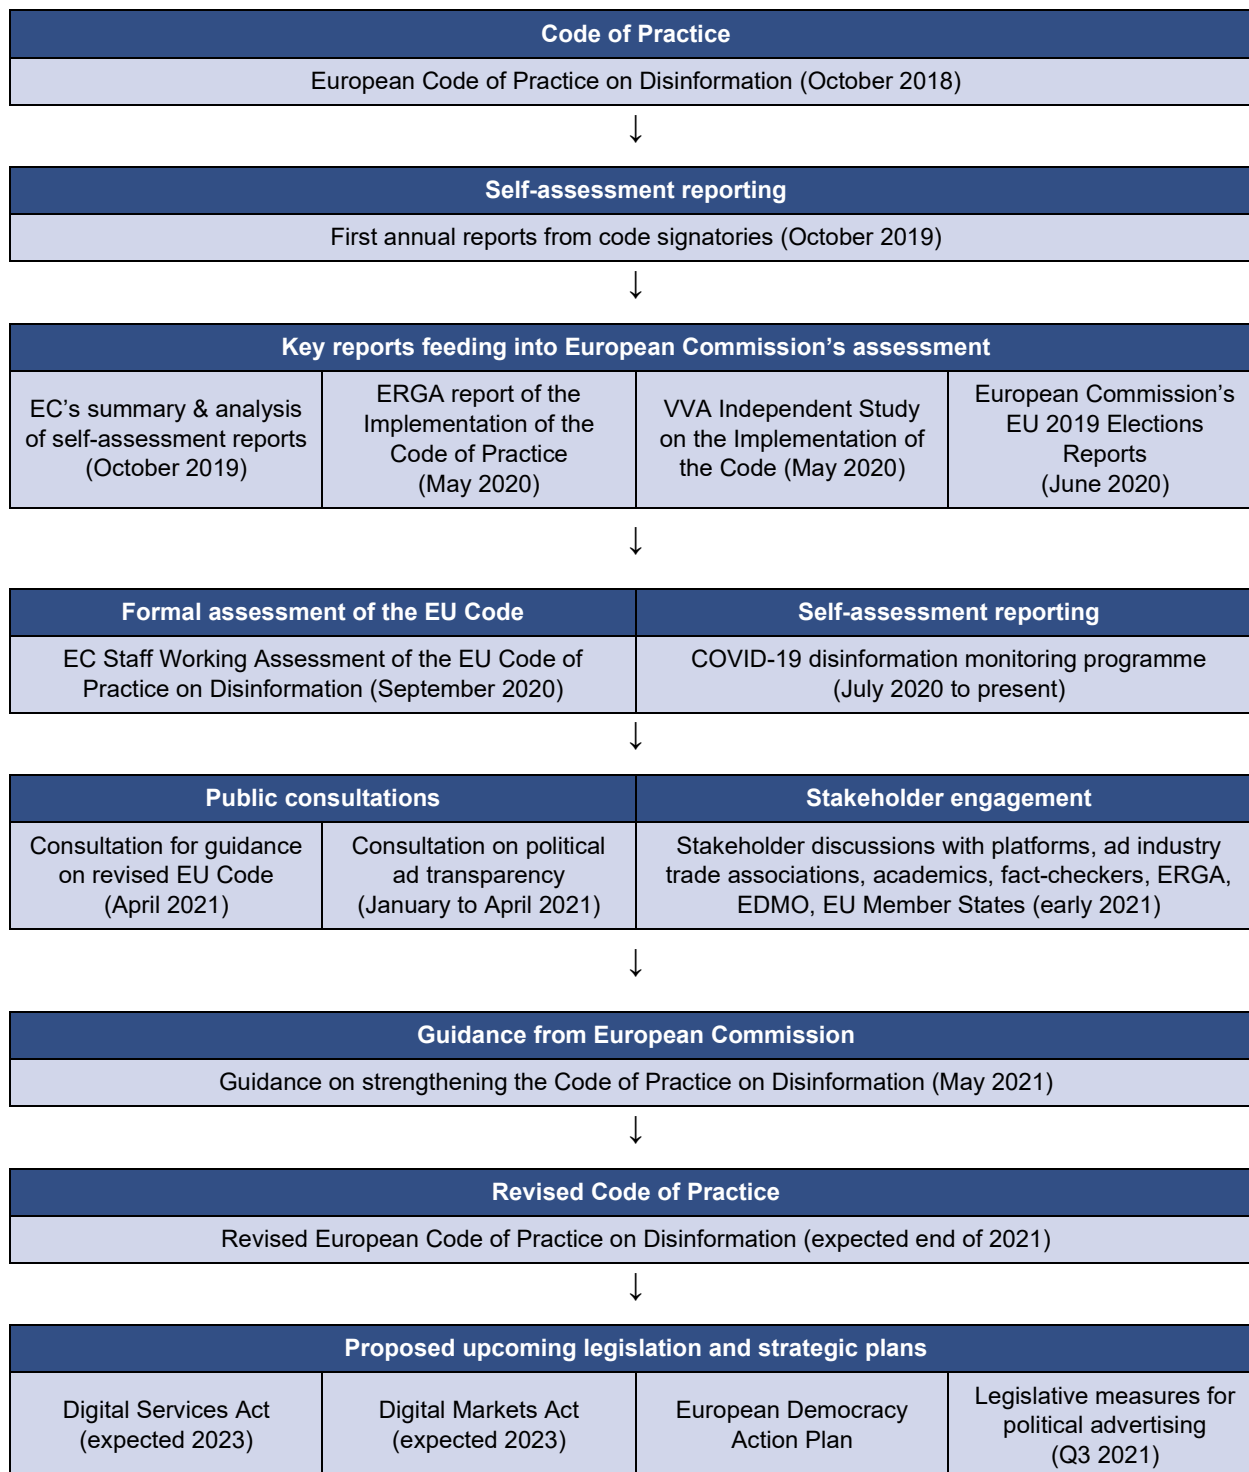 Code of Practice
European Code of Practice on Disinformation (October 2018)
↓
Self-assessment reporting
First annual reports from code signatories (October 2019)
↓
Key reports feeding into European Commission’s assessment
EC’s summary & analysis
of self-assessment reports
(October 2019)
ERGA report of the
Implementation of the
Code of Practice
(May 2020)
VVA Independent Study
on the Implementation of
the Code (May 2020)
European Commission’s
EU 2019 Elections
Reports
(June 2020)
↓
Formal assessment of the EU Code
EC Staff Working Assessment of the EU Code of
Practice on Disinformation (September 2020)
Self-assessment reporting
COVID-19 disinformation monitoring programme
(July 2020 to present)
↓
Public consultations
Consultation for guidance
on revised EU Code
(April 2021)
Consultation on political
ad transparency
(January to April 2021)
Stakeholder engagement
Stakeholder discussions with platforms, ad industry
trade associations, academics, fact-checkers, ERGA,
EDMO, EU Member States (early 2021)
↓
Guidance from European Commission
Guidance on strengthening the Code of Practice on Disinformation (May 2021)
↓
Revised Code of Practice
Revised European Code of Practice on Disinformation (expected end of 2021)
↓
Proposed upcoming legislation and strategic plans
Digital Services Act
(expected 2023)
Digital Markets Act
(expected 2023)
European Democracy
Action Plan
Legislative measures for
political advertising
(Q3 2021)